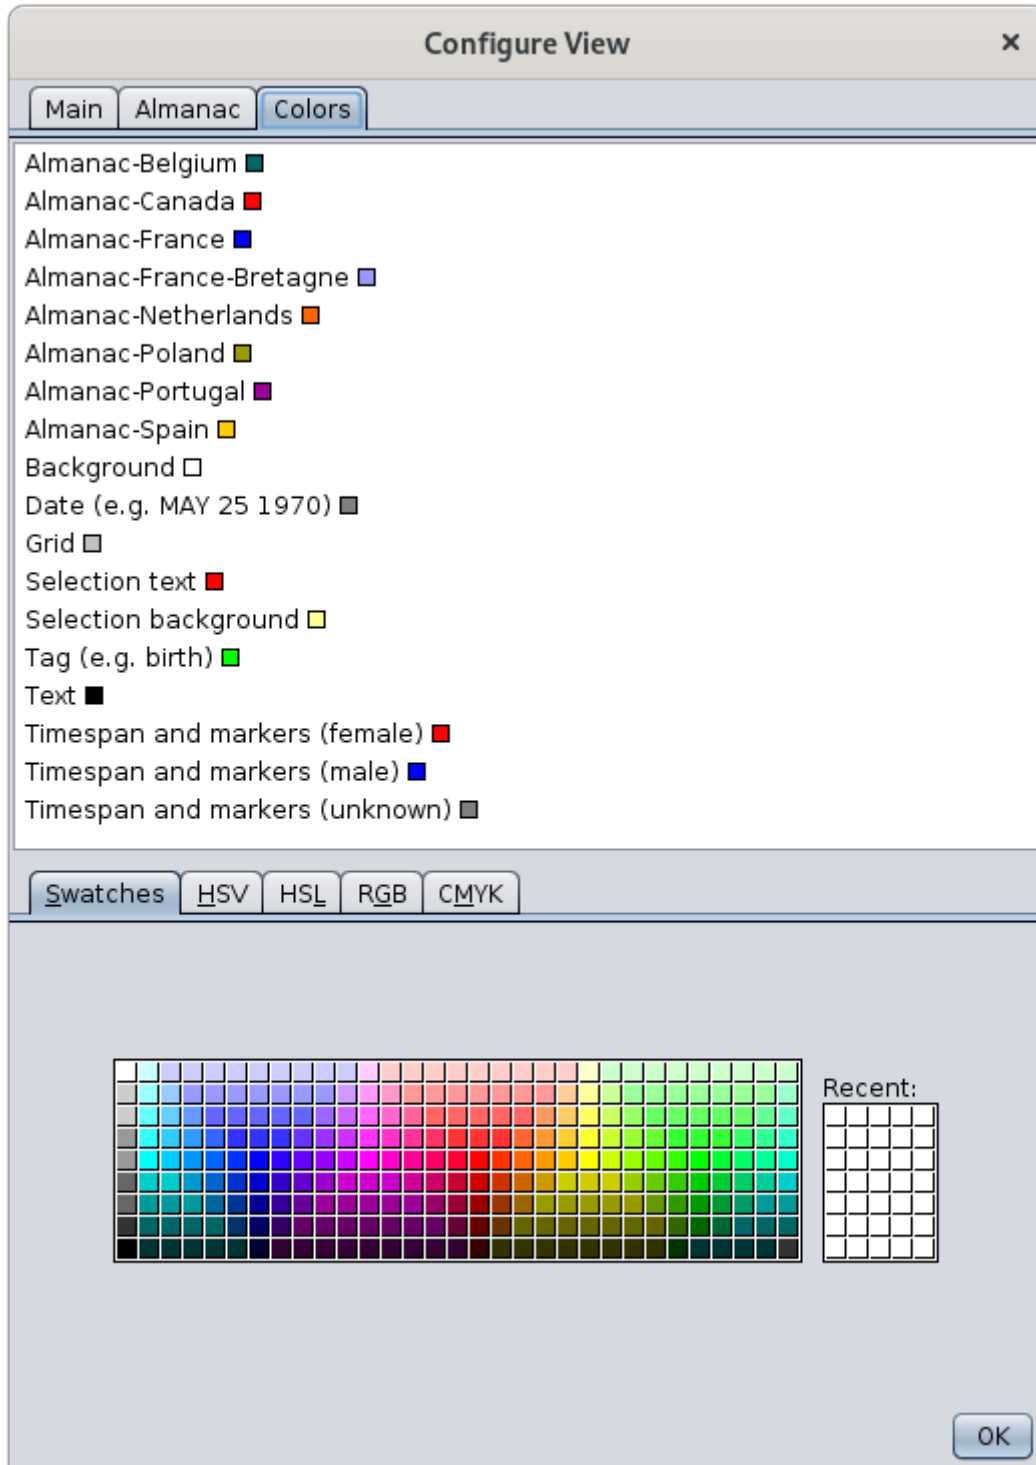 Configure View
Main Almanac Colors
Almanac-Belgium
Almanac-Canada
Almanac-France
Almanac-France-Bretagne
Almanac-Netherlands
Almanac-Poland
Almanac-Portugal
Almanac-Spain
Background
Date (e.g. MAY 25 1970)
Grid
Selection text
Selection background
Tag (e.g. birth)
Text
Timespan and markers (female)
Timespan and markers (male)
Timespan and markers (unknown)
Swatches HSV HSL RGB CMYK
Recent:
OK